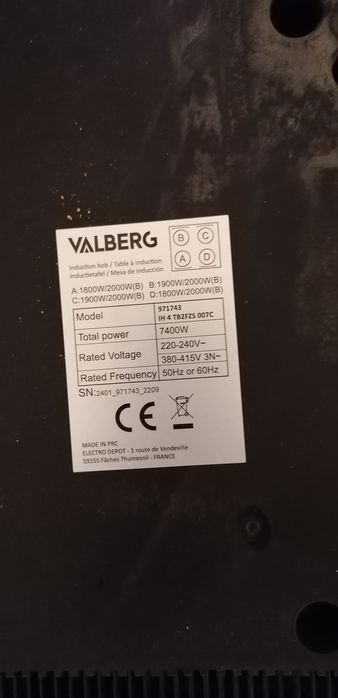 VALBERG
B C
A D
Induction hob / Table à induction
Inductietafel / Mesa de inducción
A:1800W/2000W(B) B:1900W/2000W(B)
C:1900W/2000W(B) D:1800W/2000W(B)
Model 971743
IH 4 TB2FZS 007C
Total power 7400W
Rated Voltage 220-240V~
380-415V 3N~
Rated Frequency 50Hz or 60Hz
SN:2401_971743_2209
CE
MADE IN PRC
ELECTRO DEPOT - 1 route de Vendeville
59155 Fâches Thumesnil - FRANCE